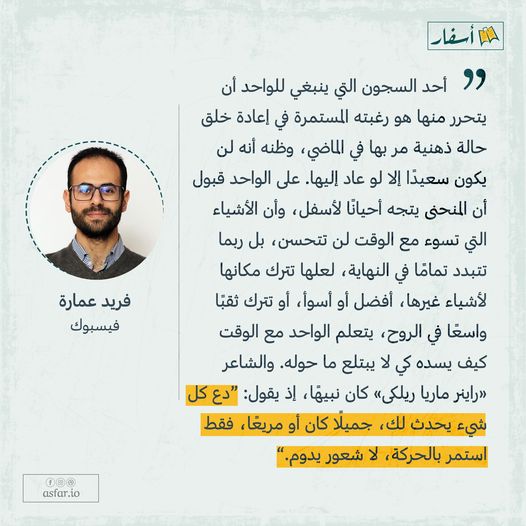 أسفار
أحد السجون التي ينبغي للواحد أن
يتحرر منها هو رغبته المستمرة في إعادة خلق
حالة ذهنية مر بها في الماضي، وظنه أنه لن
يكون سعيدًا إلا لو عاد إليها. على الواحد قبول
أن المنحنى يتجه أحيانًا لأسفل، وأن الأشياء
التي تسوء مع الوقت لن تتحسن، بل ربما
تتبدد تمامًا في النهاية، لعلها تترك مكانها
لأشياء غيرها، أفضل أو أسوأ، أو تترك ثقبًا
واسعًا في الروح، يتعلم الواحد مع الوقت
كيف يسده كي لا يبتلع ما حوله. والشاعر
«راينر ماريا ريلكى» كان نبيهًا، إذ يقول: ”دع كل
شيء يحدث لك، جميلًا كان أو مريعًا، فقط
استمر بالحركة، لا شعور يدوم.“
فريد عمارة
فيسبوك
asfar.io